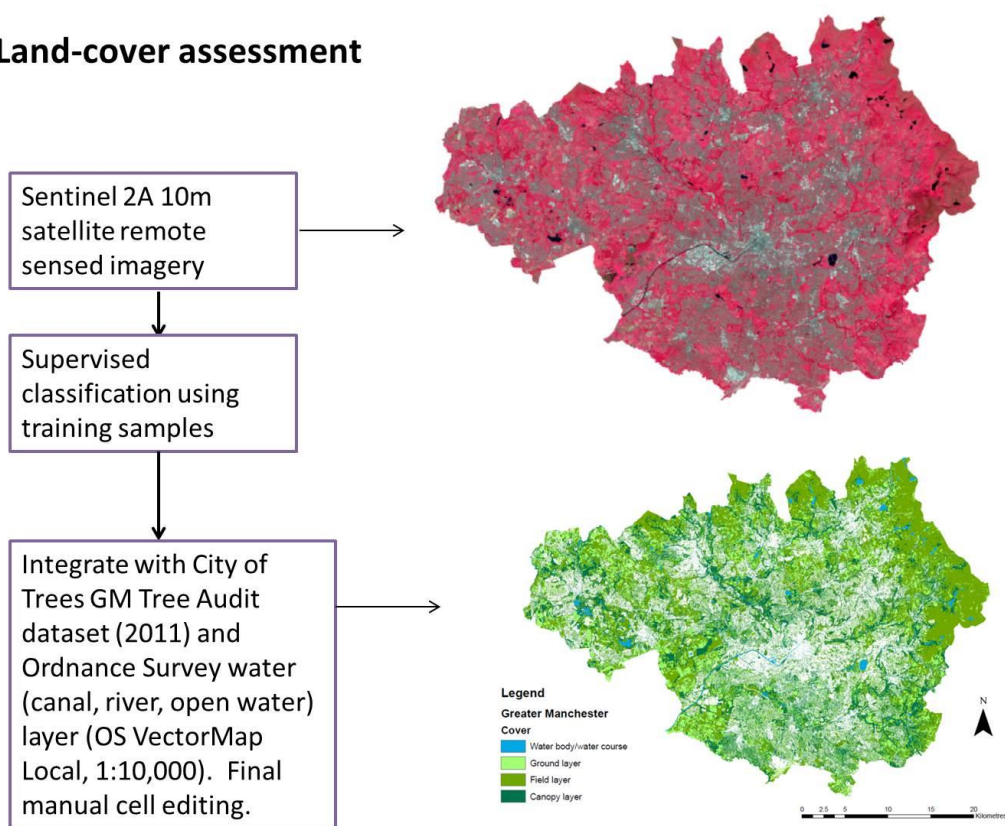 Land-cover assessment
Sentinel 2A 10m
satellite remote
sensed imagery
Supervised
classification using
training samples
Integrate with City of
Trees GM Tree Audit
dataset (2011) and
Ordnance Survey water
(canal, river, open water)
layer (OS VectorMap
Local, 1:10,000).  Final
manual cell editing.
Legend
Greater Manchester
Cover
Water body/water course
Ground layer
Field layer
Canopy layer
N
0 2.5 5 10 15 20
Kilometres